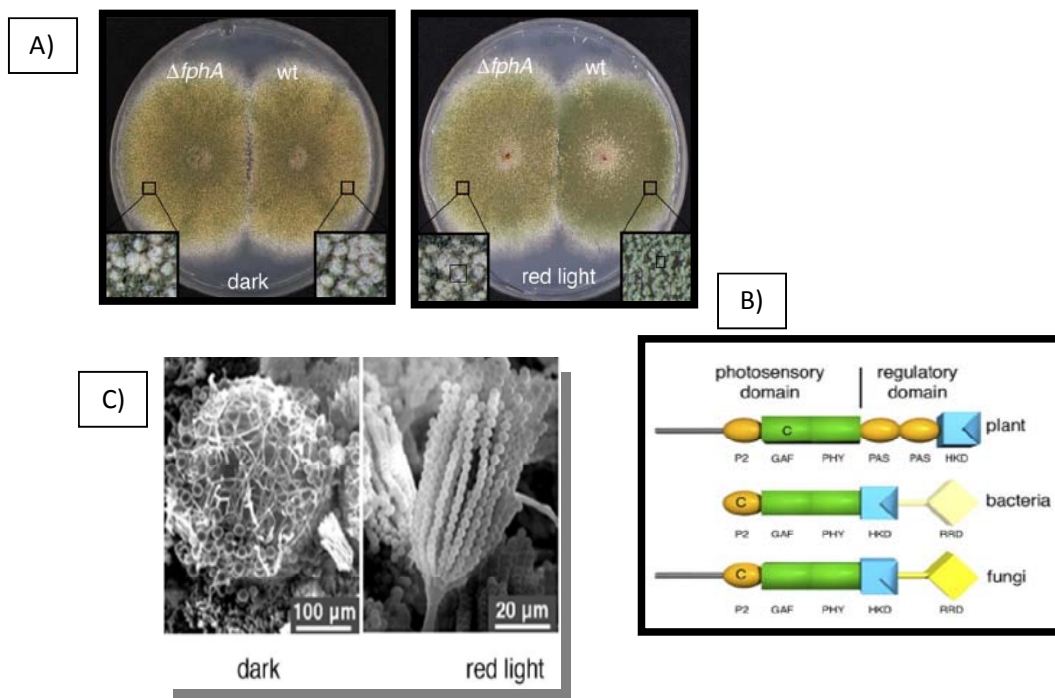 A)
ΔfphA wt
dark
ΔfphA wt
red light
B)
photosensory domain
regulatory domain
C
plant
P2 GAF PHY PAS PAS HKD
C
bacteria
P2 GAF PHY HKD RRD
C
fungi
P2 GAF PHY HKD RRD
C)
100 µm
20 µm
dark
red light